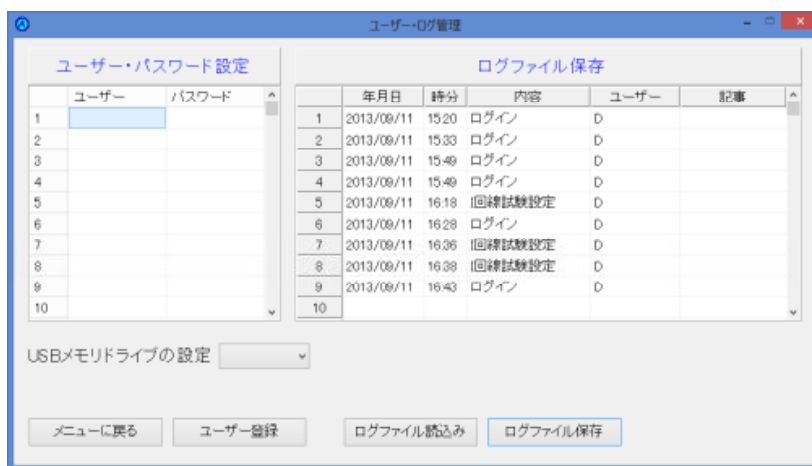 ユーザー・ログ管理
ユーザー・パスワード設定
ログファイル保存
ユーザー パスワード
1
2
3
4
5
6
7
8
9
10
年月日 時分 内容 ユーザー 記事
1 2013/09/11 15:20 ログイン D
2 2013/09/11 15:33 ログイン D
3 2013/09/11 15:49 ログイン D
4 2013/09/11 15:49 ログイン D
5 2013/09/11 16:18 1回線試験設定 D
6 2013/09/11 16:28 ログイン D
7 2013/09/11 16:36 1回線試験設定 D
8 2013/09/11 16:38 1回線試験設定 D
9 2013/09/11 16:43 ログイン D
10
USBメモリドライブの設定
メニューに戻る
ユーザー登録
ログファイル読込み
ログファイル保存